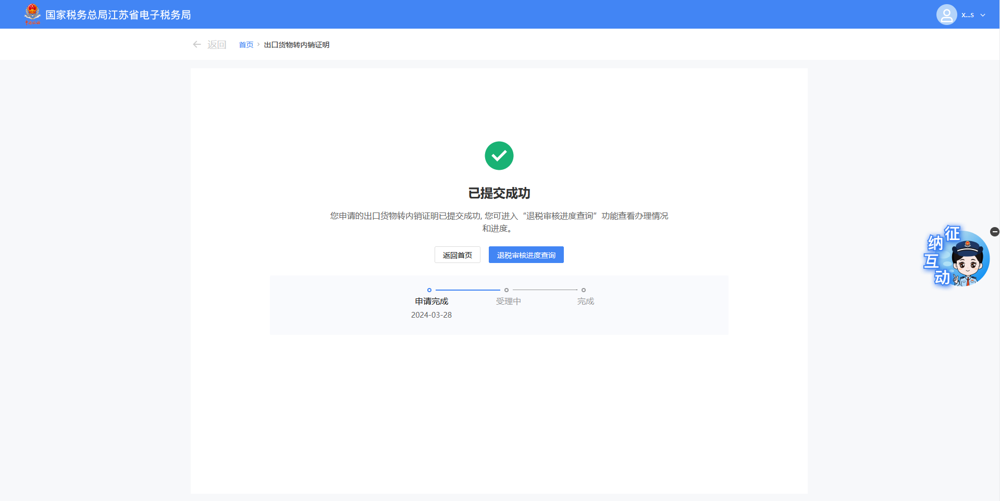 国家税务总局江苏省电子税务局
x...s
返回
首页 > 出口货物转内销证明
已提交成功
您申请的出口货物转内销证明已提交成功, 您可进入“退税审核进度查询”功能查看办理情况
和进度。
返回首页
退税审核进度查询
申请完成
受理中
完成
2024-03-28
征
纳
互
动